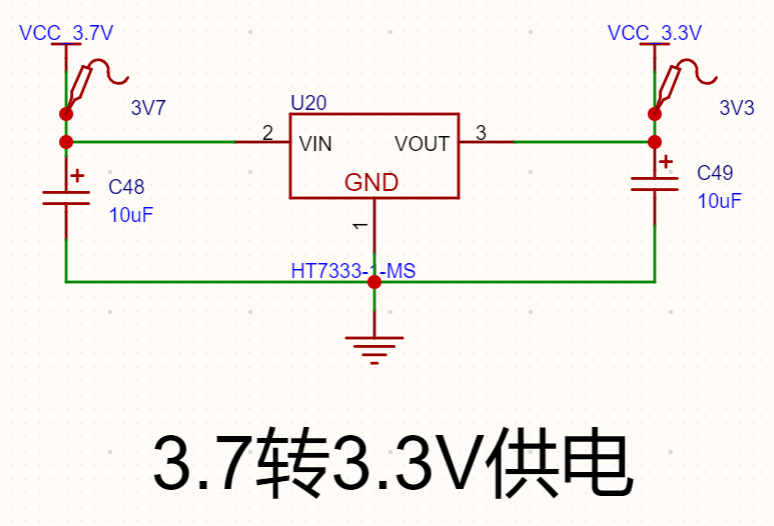 VCC_3.7V
VCC_3.3V
3V7
3V3
U20
2
VIN
VOUT
3
GND
1
C48
10uF
C49
10uF
HT7333-1-MS
3.7转3.3V供电